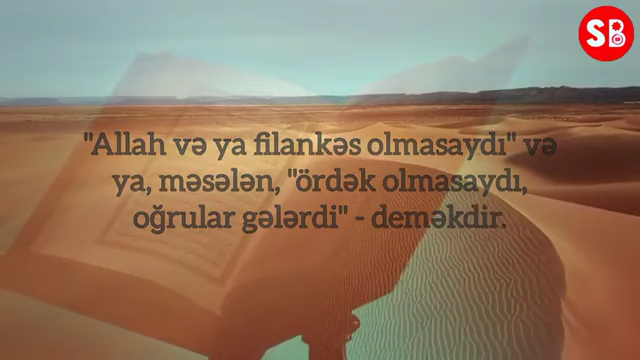 SB
"Allah və ya filankəs olmasaydı" və
ya, məsələn, "ördək olmasaydı,
oğrular gələrdi" - deməkdir.